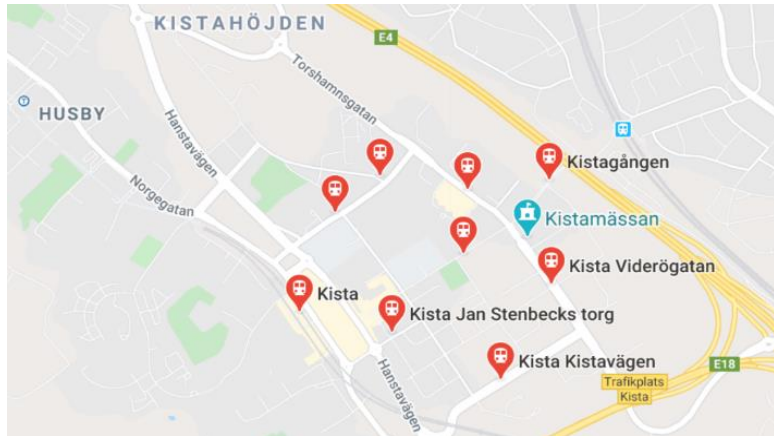 KISTAHÖJDEN
E4
Torshamnsgatan
HUSBY
Hanstavägen
Kistagången
Norgegatan
Kistamässan
Kista Viderögatan
Kista
Kista Jan Stenbecks torg
Kista Kistavägen
E18
Hanstavägen
Trafikplats
Kista